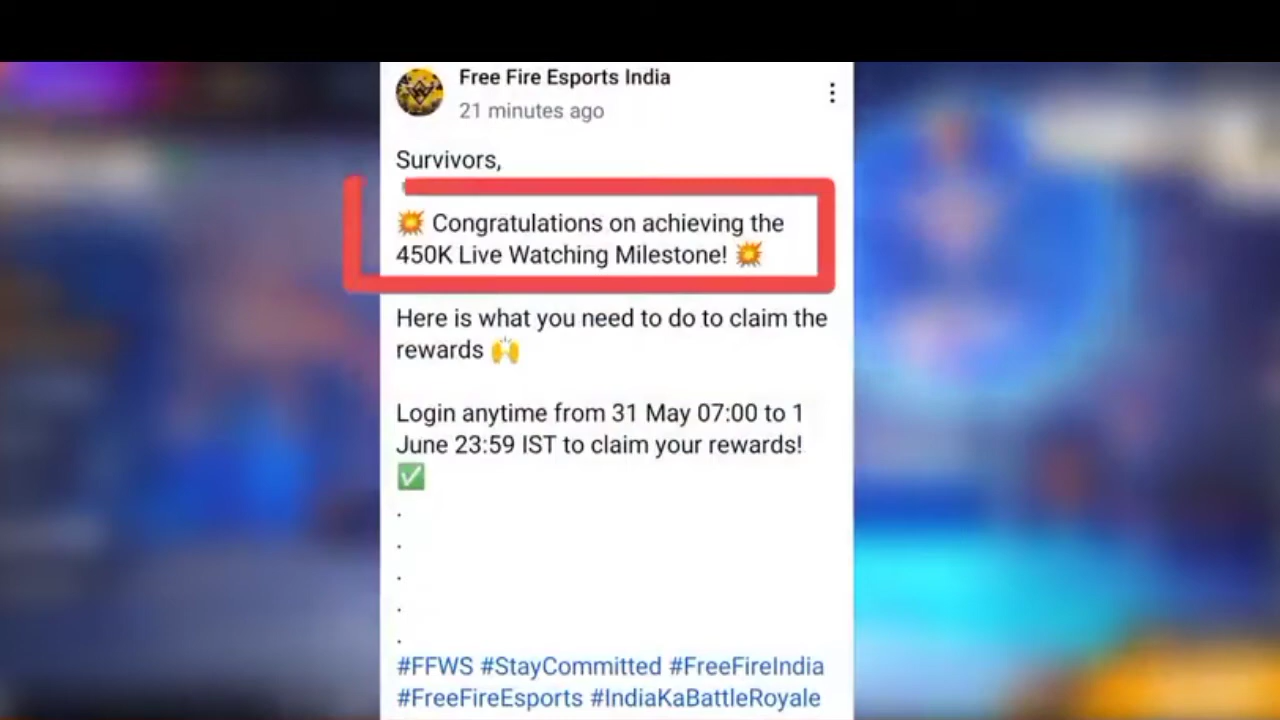 Free Fire Esports India
21 minutes ago
Survivors,
💥 Congratulations on achieving the
450K Live Watching Milestone! 💥
Here is what you need to do to claim the
rewards 🙌
Login anytime from 31 May 07:00 to 1
June 23:59 IST to claim your rewards!
✅
.
.
.
.
.
#FFWS #StayCommitted #FreeFireIndia
#FreeFireEsports #IndiaKaBattleRoyale